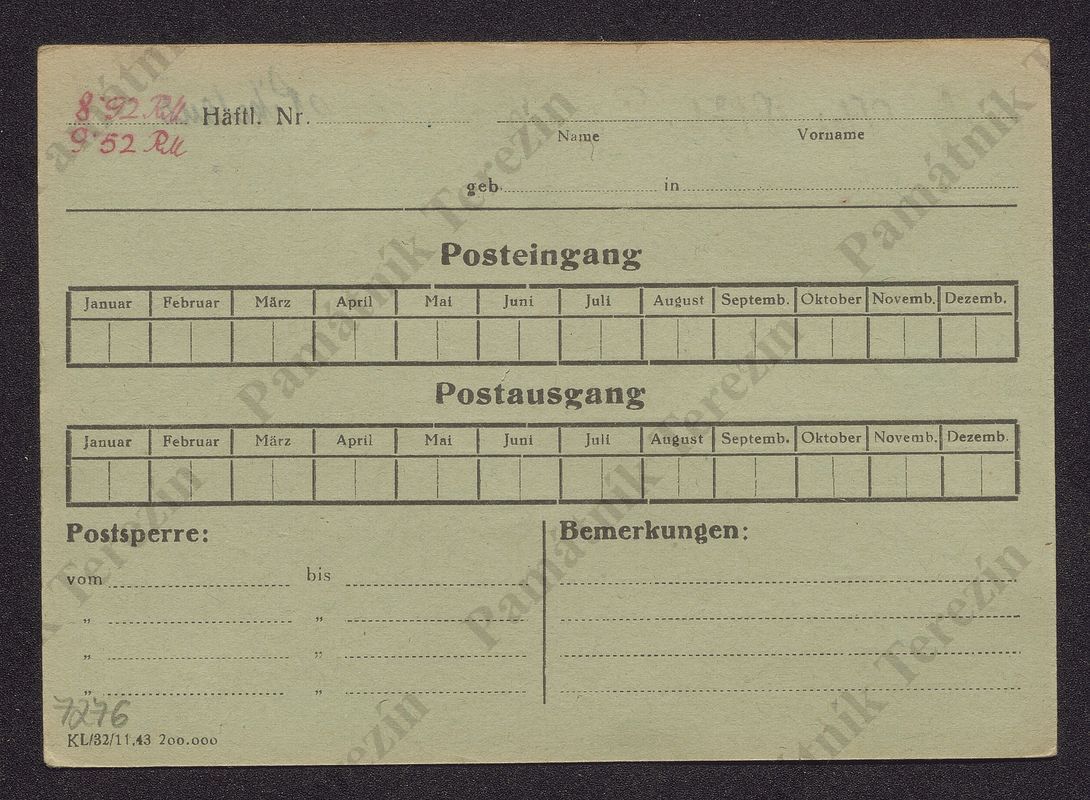 8·92 RM
9·52 RM
Häftl. Nr.
Name Vorname
geb. in
Posteingang
Januar Februar März April Mai Juni Juli August Septemb. Oktober Novemb. Dezemb.
Postausgang
Januar Februar März April Mai Juni Juli August Septemb. Oktober Novemb. Dezemb.
Postsperre: Bemerkungen:
vom bis
„ „
„ „
„ „
7276
KL/32/11.43 200.000
Památník Terezín